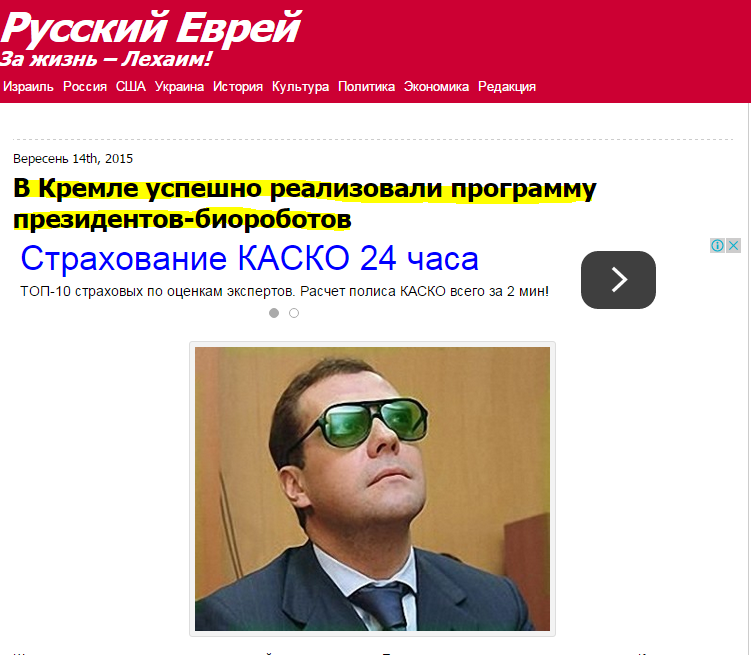 Русский Еврей
За жизнь – Лехаим!
Израиль Россия США Украина История Культура Политика Экономика Редакция
Вересень 14th, 2015
В Кремле успешно реализовали программу
президентов-биороботов
Страхование КАСКО 24 часа
ТОП-10 страховых по оценкам экспертов. Расчет полиса КАСКО всего за 2 мин!